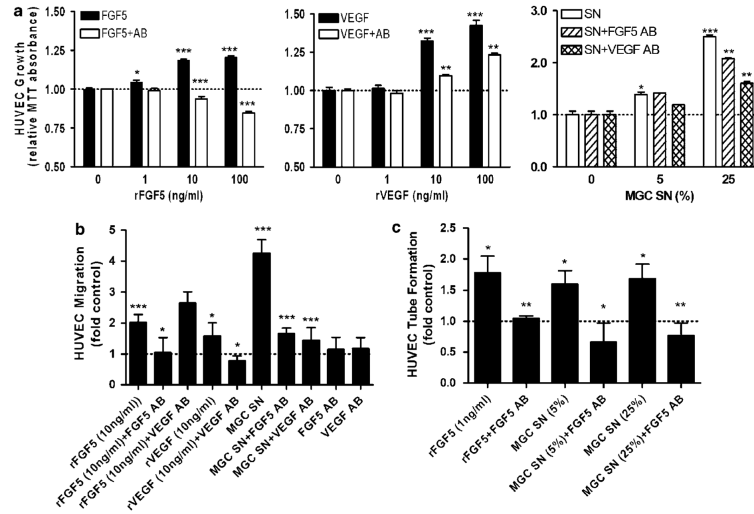 a
FGF5
FGF5+AB
HUVEC Growth
(relative MTT absorbance)
1.50
1.25
1.00
0.75
0.50
*
***
***
***
***
0
1
10
100
rFGF5 (ng/ml)
VEGF
VEGF+AB
1.50
1.25
1.00
0.75
0.50
***
**
***
**
0
1
10
100
rVEGF (ng/ml)
SN
SN+FGF5 AB
SN+VEGF AB
3.0
2.0
1.0
0.0
*
***
**
**
0
5
25
MGC SN (%)
b
HUVEC Migration
(fold control)
5
4
3
2
1
0
***
*
*
*
***
***
***
rFGF5 (10ng/ml))
rFGF5 (10ng/ml)+FGF5 AB
rFGF5 (10ng/ml)+VEGF AB
rVEGF (10ng/ml)
rVEGF (10ng/ml)+VEGF AB
MGC SN
MGC SN+FGF5 AB
MGC SN+VEGF AB
FGF5 AB
VEGF AB
c
HUVEC Tube Formation
(fold control)
2.5
2.0
1.5
1.0
0.5
0.0
*
**
*
*
*
**
rFGF5 (1ng/ml)
rFGF5+FGF5 AB
MGC SN (5%)
MGC SN (5%)+FGF5 AB
MGC SN (25%)
MGC SN (25%)+FGF5 AB